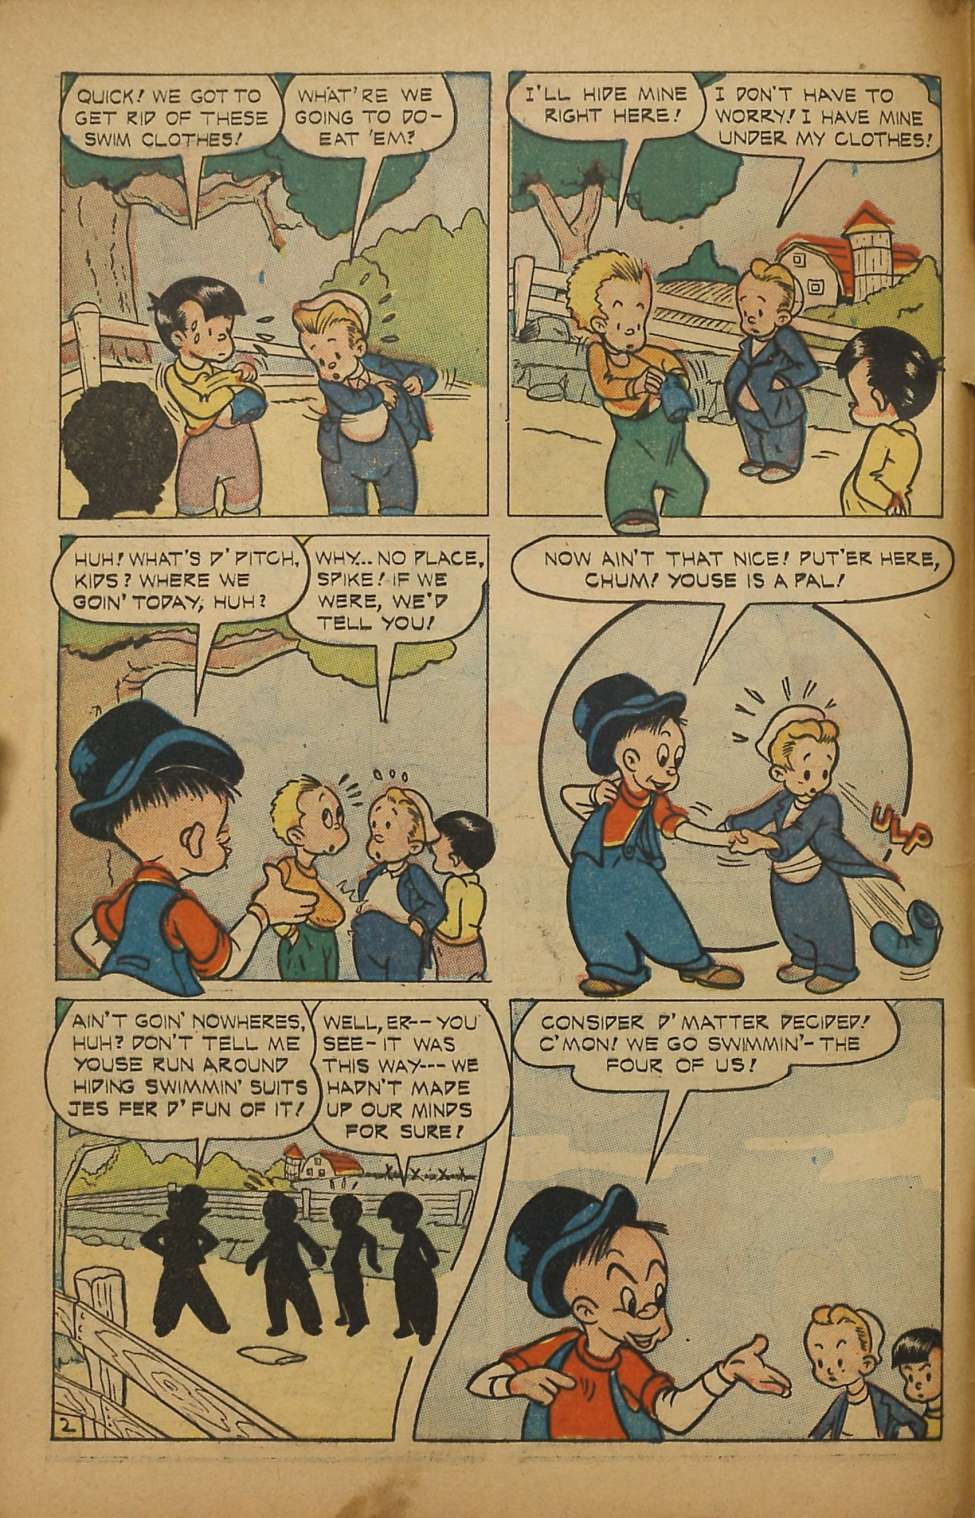 QUICK! WE GOT TO
GET RID OF THESE
SWIM CLOTHES!
WHAT'RE WE
GOING TO DO-
EAT 'EM?
I'LL HIDE MINE
RIGHT HERE!
I DON'T HAVE TO
WORRY! I HAVE MINE
UNDER MY CLOTHES!
HUH! WHAT'S D' PITCH,
KIDS? WHERE WE
GOIN' TODAY, HUH?
WHY... NO PLACE,
SPIKE! IF WE
WERE, WE'D
TELL YOU!
NOW AIN'T THAT NICE! PUT'ER HERE,
CHUM! YOUSE IS A PAL!
ULP
AIN'T GOIN' NOWHERES,
HUH? DON'T TELL ME
YOUSE RUN AROUND
HIDING SWIMMIN' SUITS
JES FER D' FUN OF IT!
WELL, ER-- YOU
SEE- IT WAS
THIS WAY--- WE
HADN'T MADE
UP OUR MINDS
FOR SURE!
CONSIDER D' MATTER DECIDED!
C'MON! WE GO SWIMMIN'- THE
FOUR OF US!
2